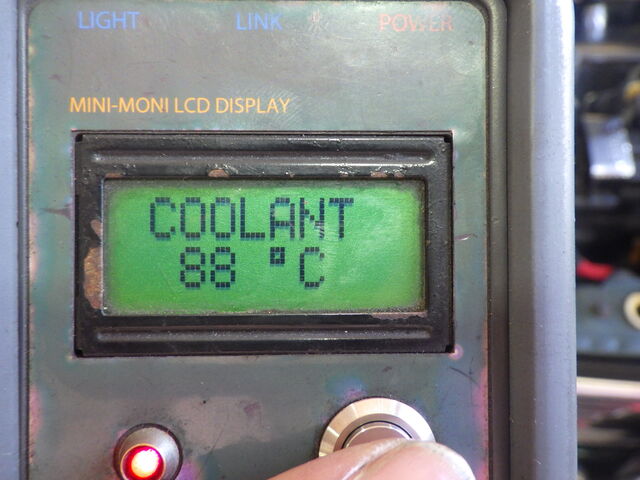 LIGHT LINK POWER
MINI-MONI LCD DISPLAY
COOLANT
88 °C